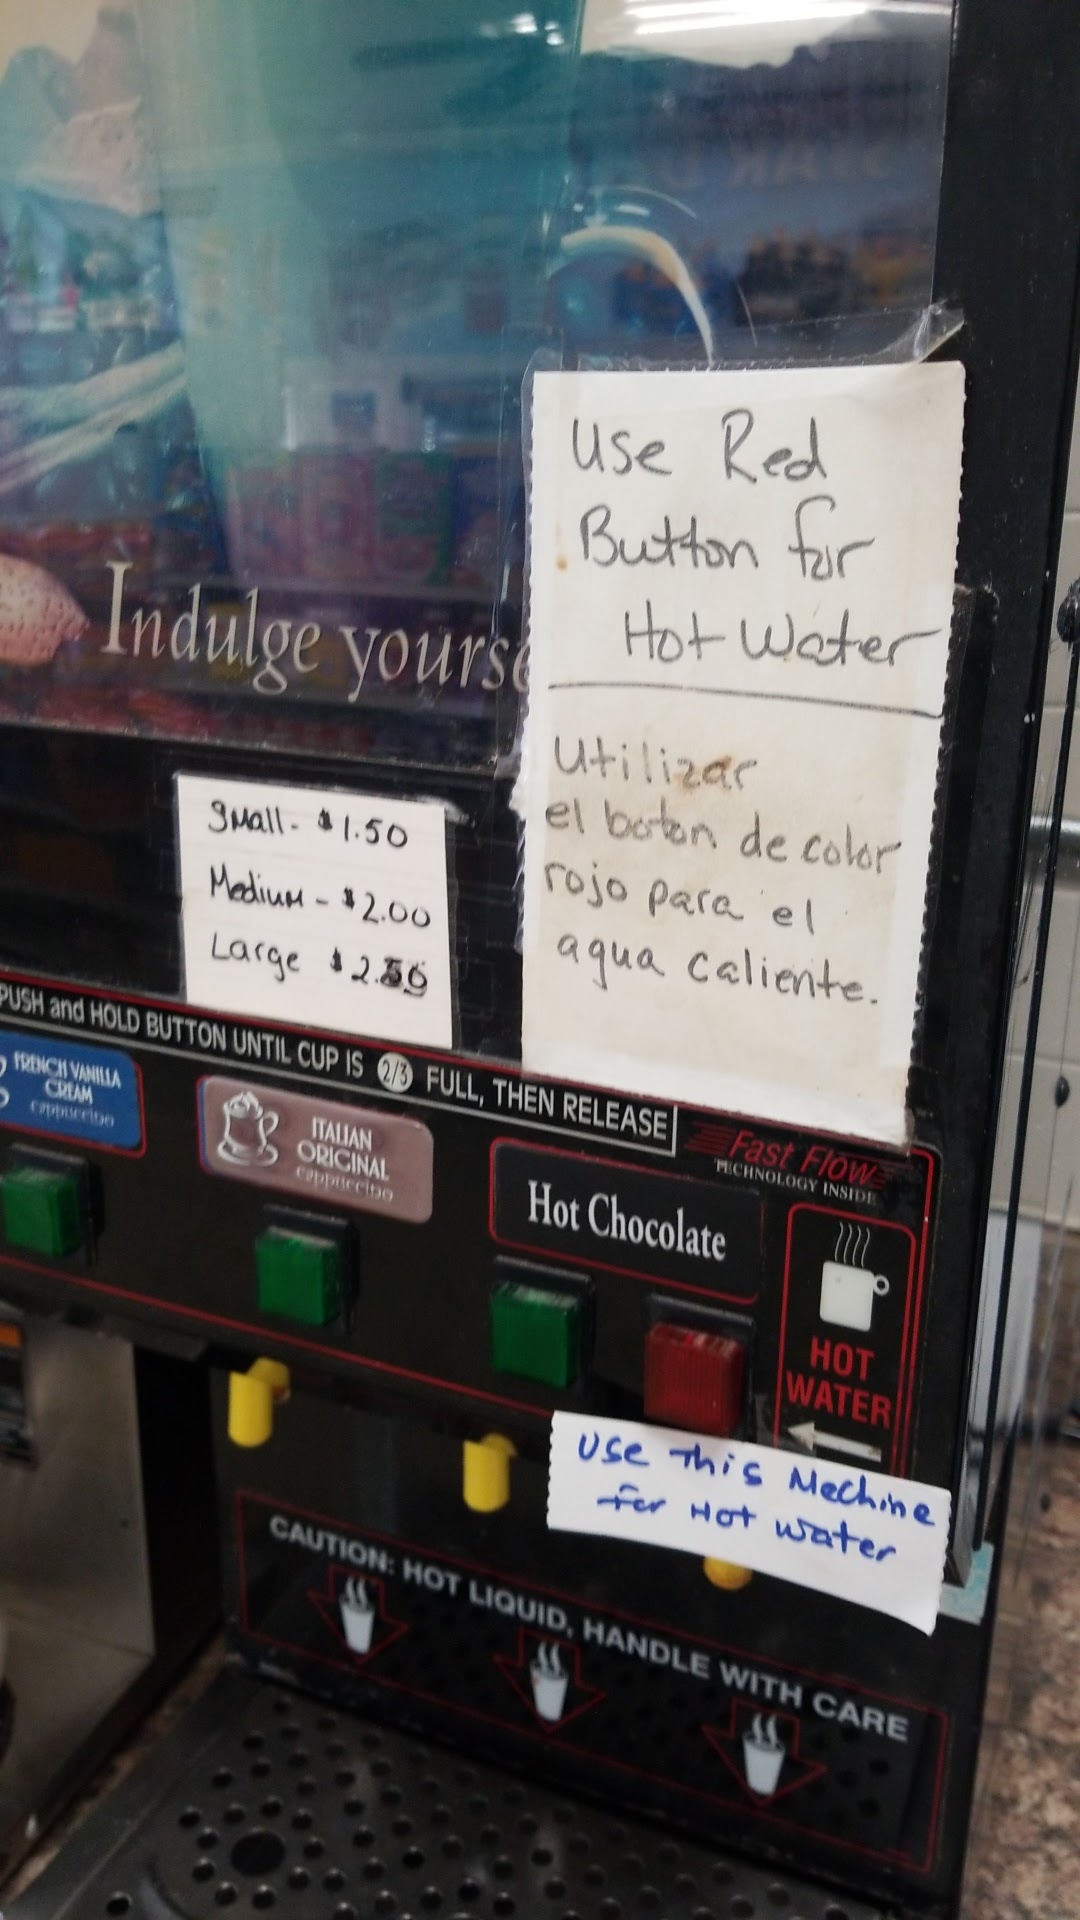 Indulge yourse
Use Red
Button for
Hot Water
Utilizar
el boton de color
rojo para el
agua caliente.
Small - $1.50
Medium - $2.00
Large $2.50
PUSH and HOLD BUTTON UNTIL CUP IS 2/3 FULL, THEN RELEASE
FRENCH VANILLA
CREAM
cappuccino
ITALIAN
ORIGINAL
cappuccino
Hot Chocolate
Fast Flow
TECHNOLOGY INSIDE
HOT
WATER
Use This Mechine
For Hot Water
CAUTION: HOT LIQUID, HANDLE WITH CARE